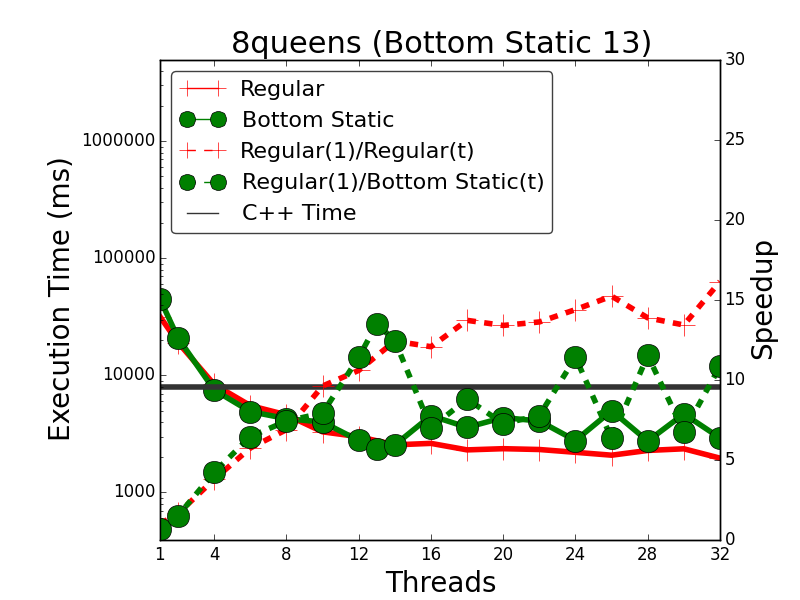 8queens (Bottom Static 13)
Regular
Bottom Static
Regular(1)/Regular(t)
Regular(1)/Bottom Static(t)
C++ Time
Execution Time (ms)
1000000
100000
10000
1000
Speedup
30
25
20
15
10
5
0
1 4 8 12 16 20 24 28 32
Threads